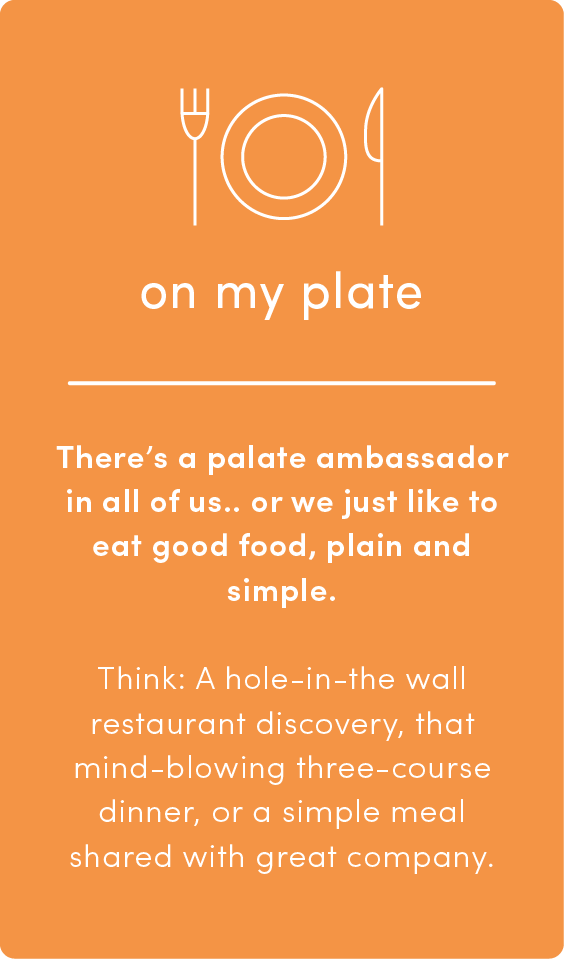 on my plate
There’s a palate ambassador
in all of us.. or we just like to
eat good food, plain and
simple.
Think: A hole-in-the wall
restaurant discovery, that
mind-blowing three-course
dinner, or a simple meal
shared with great company.